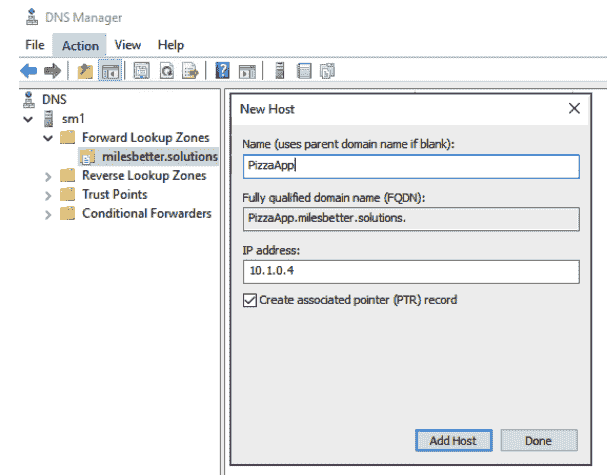 DNS Manager
File Action View Help
DNS
sm1
Forward Lookup Zones
milesbetter.solutions
Reverse Lookup Zones
Trust Points
Conditional Forwarders
New Host
Name (uses parent domain name if blank):
PizzaApp
Fully qualified domain name (FQDN):
PizzaApp.milesbetter.solutions.
IP address:
10.1.0.4
Create associated pointer (PTR) record
Add Host Done